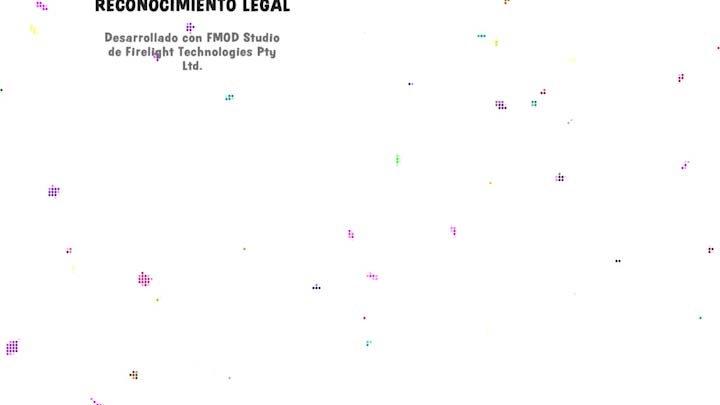 RECONOCIMIENTO LEGAL
Desarrollado con FMOD Studio
de Firelight Technologies Pty
Ltd.